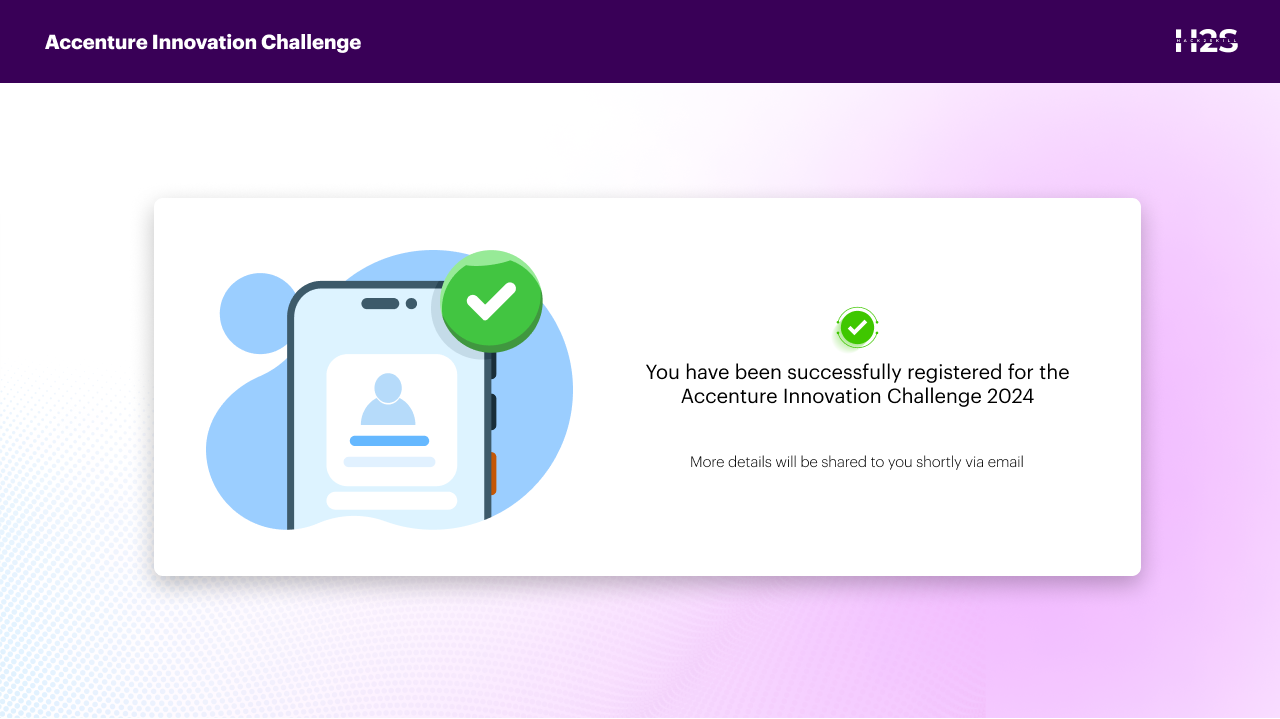 Accenture Innovation Challenge
H2S
HACK2SKILL
You have been successfully registered for the
Accenture Innovation Challenge 2024
More details will be shared to you shortly via email